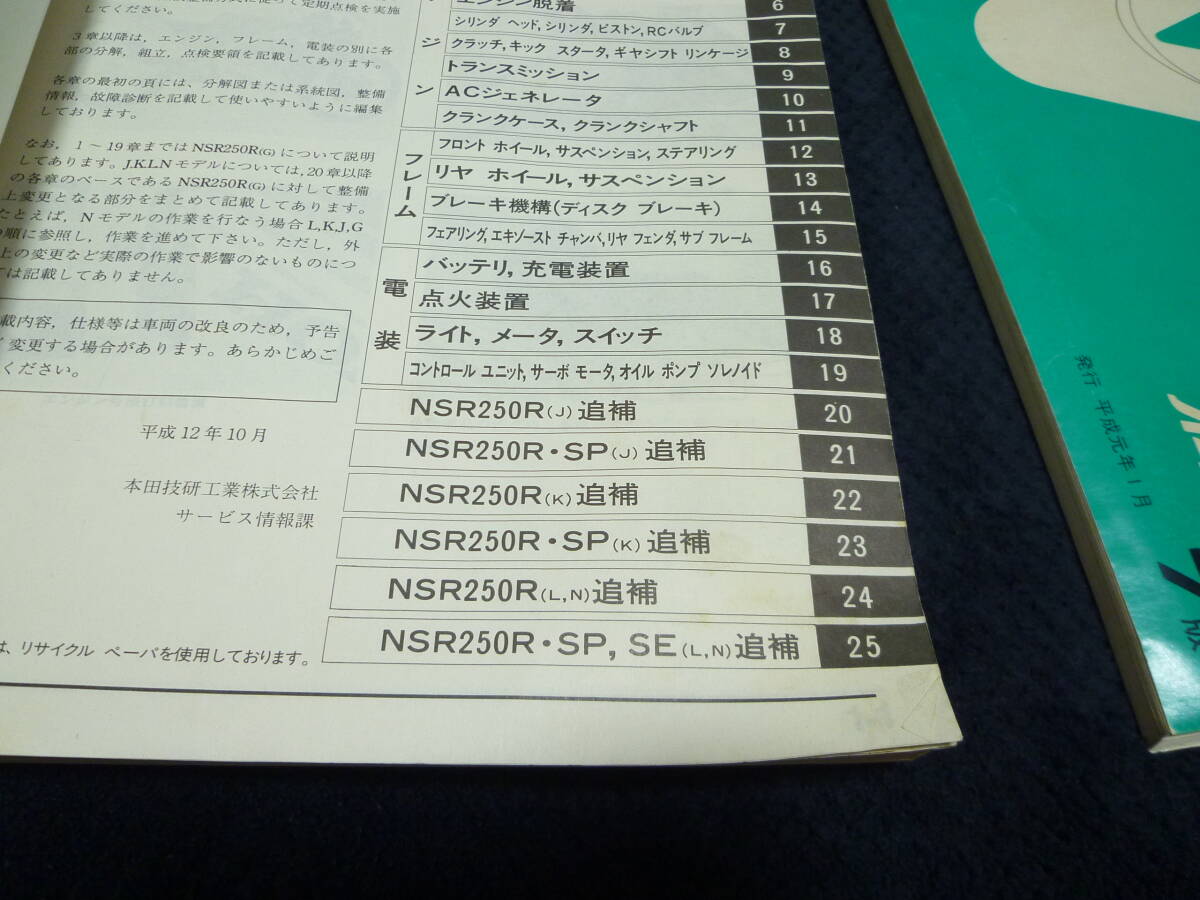 してください。
3章以降は,エンジン,フレーム,電装の別に各
部の分解,組立,点検要領を記載してあります。
各章の最初の頁には,分解図または系統図,整備
情報,故障診断を記載して使いやすいように編集
しております。
なお,1〜19章まではNSR250R(G)について説明
してあります。J.K.L.Nモデルについては,20章以降
の各章のベースであるNSR250R(G)に対して整備
上変更となる部分をまとめて記載してあります。
たとえば,Nモデルの作業を行なう場合L,K,J,G
順に参照し,作業を進めて下さい。ただし,外
上の変更など実際の作業で影響のないものにつ
ては記載してありません。
載内容,仕様等は車両の改良のため,予告
変更する場合があります。あらかじめご
ください。
平成12年10月
本田技研工業株式会社
サービス情報課
は,リサイクル ペーパを使用しております。
エンジン脱着 6
シリンダ ヘッド,シリンダ,ピストン,RCバルブ 7
クラッチ,キック スタータ,ギヤシフト リンケージ 8
トランスミッション 9
ACジェネレータ 10
クランクケース,クランクシャフト 11
ジン
フレーム
フロント ホイール,サスペンション,ステアリング 12
リヤ ホイール,サスペンション 13
ブレーキ機構(ディスク ブレーキ) 14
フェアリング,エキゾースト チャンバ,リヤ フェンダ,サブ フレーム 15
電装
バッテリ,充電装置 16
点火装置 17
ライト,メータ,スイッチ 18
コントロール ユニット,サーボ モータ,オイル ポンプ ソレノイド 19
NSR250R(J)追補 20
NSR250R・SP(J)追補 21
NSR250R(K)追補 22
NSR250R・SP(K)追補 23
NSR250R(L,N)追補 24
NSR250R・SP, SE(L,N)追補 25
発行 平成元年1月
版